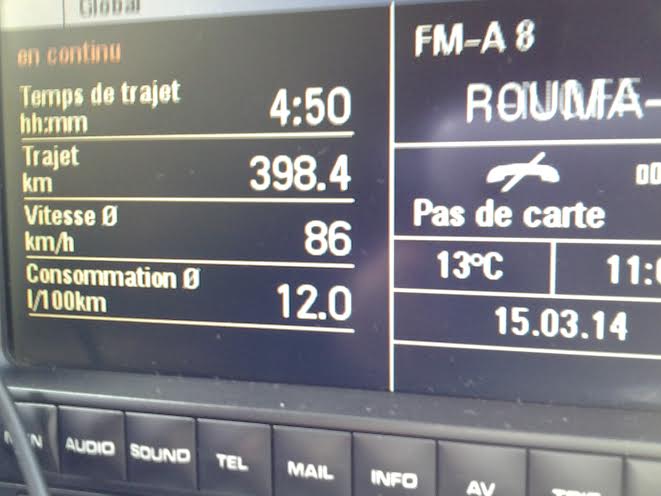 Global
en continu
Temps de trajet
hh:mm
4:50
Trajet
km
398.4
Vitesse Ø
km/h
86
Consommation Ø
l/100km
12.0
FM-A 8
Pas de carte
13°C
15.03.14
AUDIO
SOUND
TEL
MAIL
INFO
AV